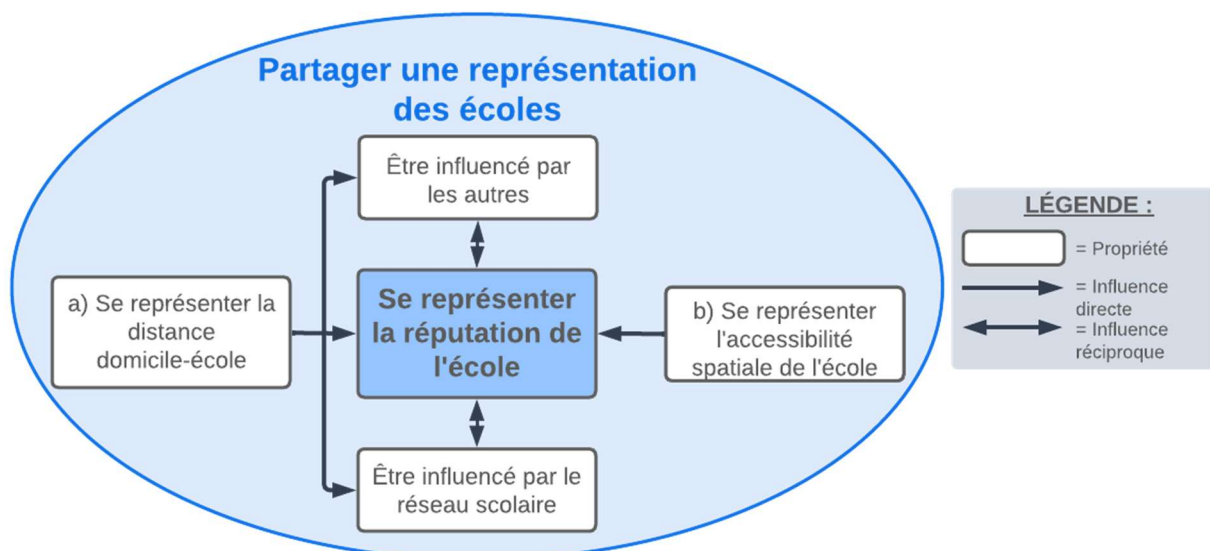 Partager une représentation
des écoles
Être influencé par
les autres
a) Se représenter la
distance
domicile-école
Se représenter
la réputation de
l'école
b) Se représenter
l'accessibilité
spatiale de l'école
Être influencé par le
réseau scolaire
LÉGENDE :
= Propriété
= Influence
directe
= Influence
réciproque